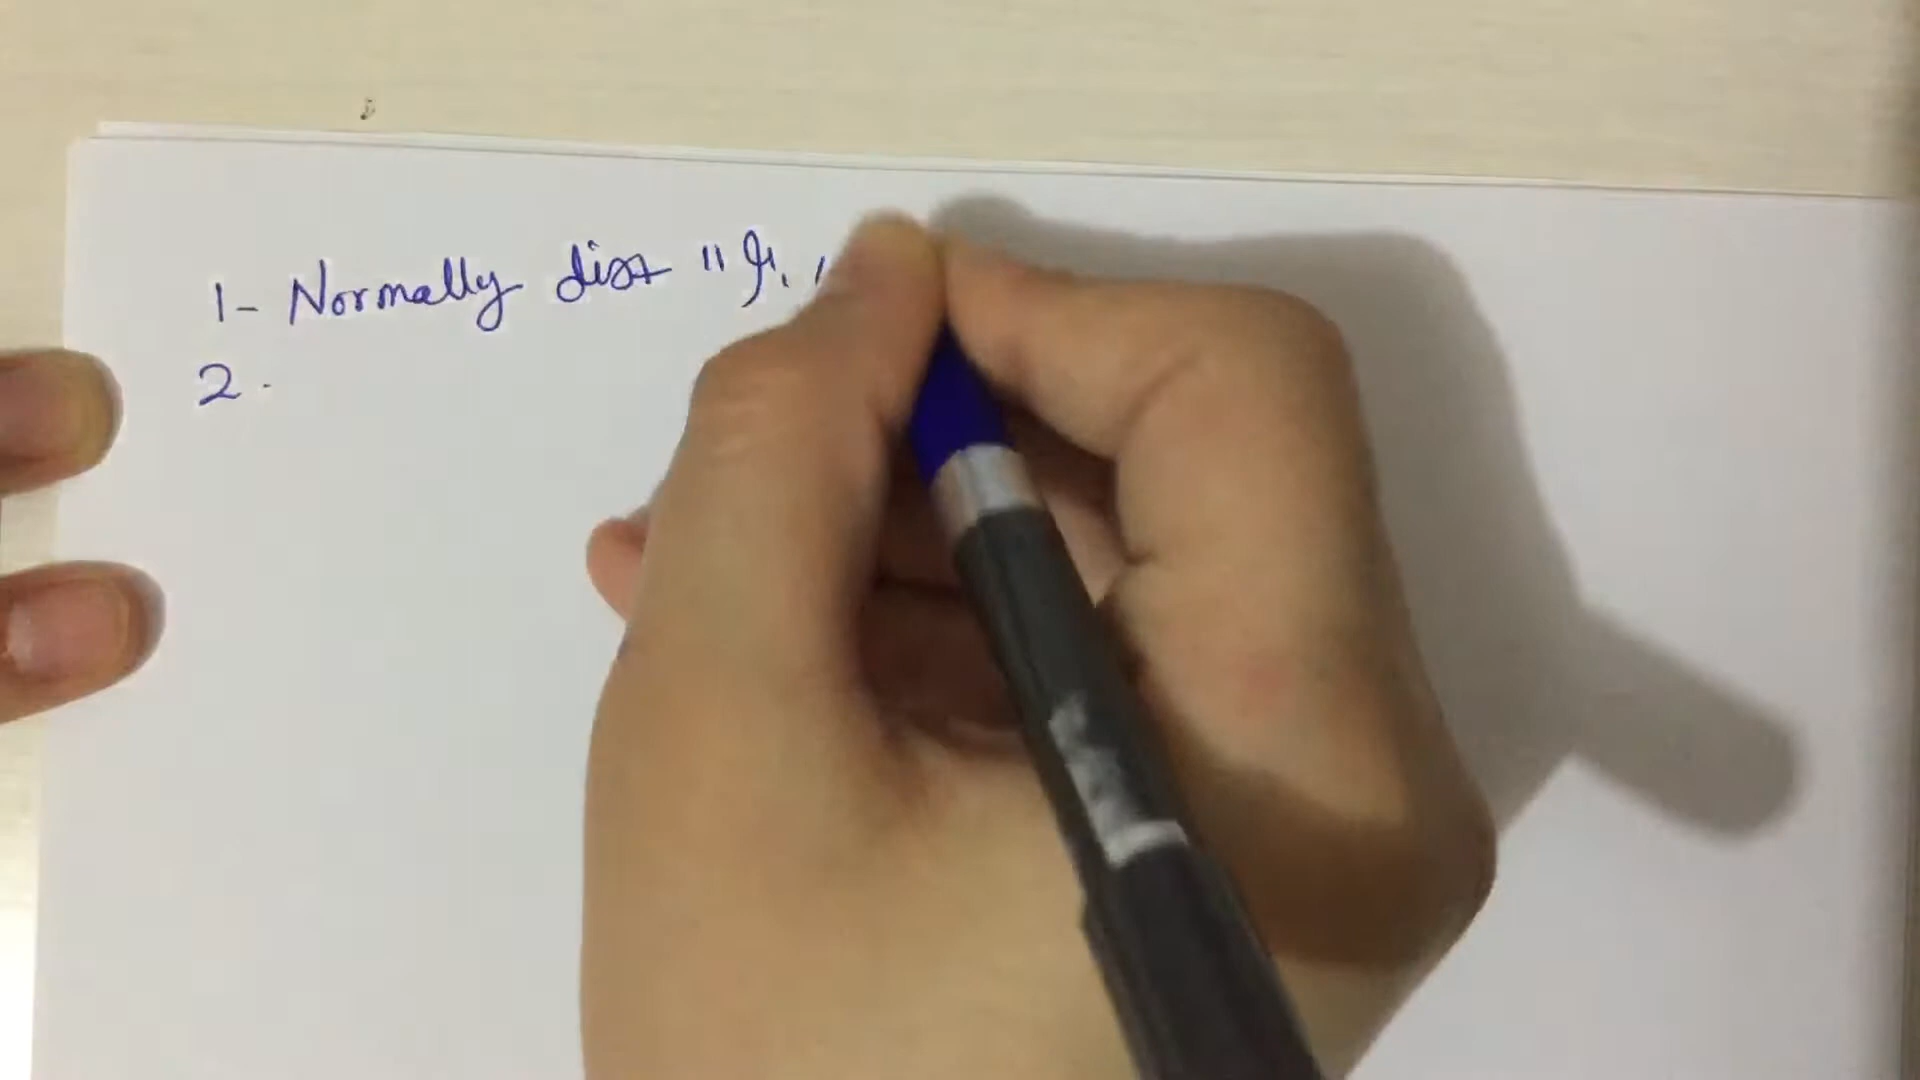 1- Normally dist " μ. ,
2.